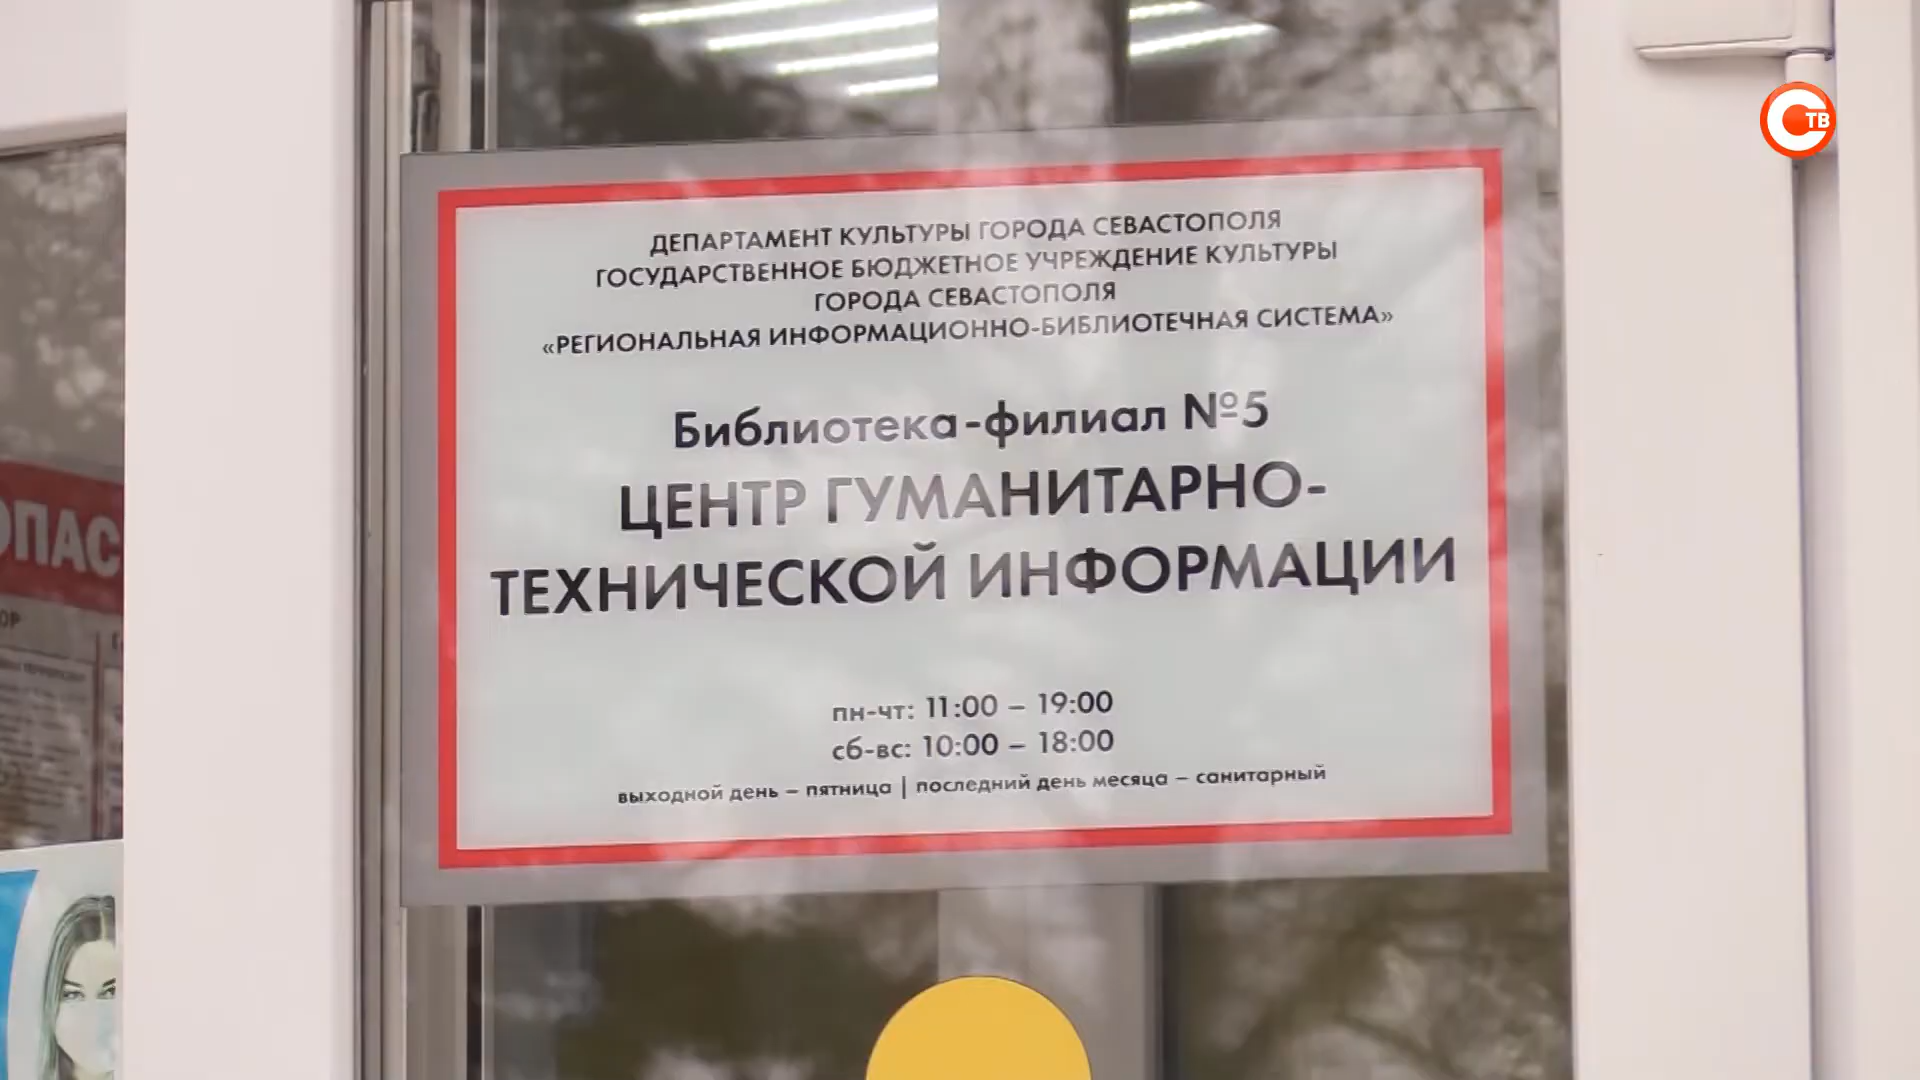 ДЕПАРТАМЕНТ КУЛЬТУРЫ ГОРОДА СЕВАСТОПОЛЯ
ГОСУДАРСТВЕННОЕ БЮДЖЕТНОЕ УЧРЕЖДЕНИЕ КУЛЬТУРЫ
ГОРОДА СЕВАСТОПОЛЯ
«РЕГИОНАЛЬНАЯ ИНФОРМАЦИОННО-БИБЛИОТЕЧНАЯ СИСТЕМА»
Библиотека-филиал №5
ЦЕНТР ГУМАНИТАРНО-
ТЕХНИЧЕСКОЙ ИНФОРМАЦИИ
пн-чт: 11:00 – 19:00
сб-вс: 10:00 – 18:00
выходной день – пятница | последний день месяца – санитарный
СТВ
ОПАС